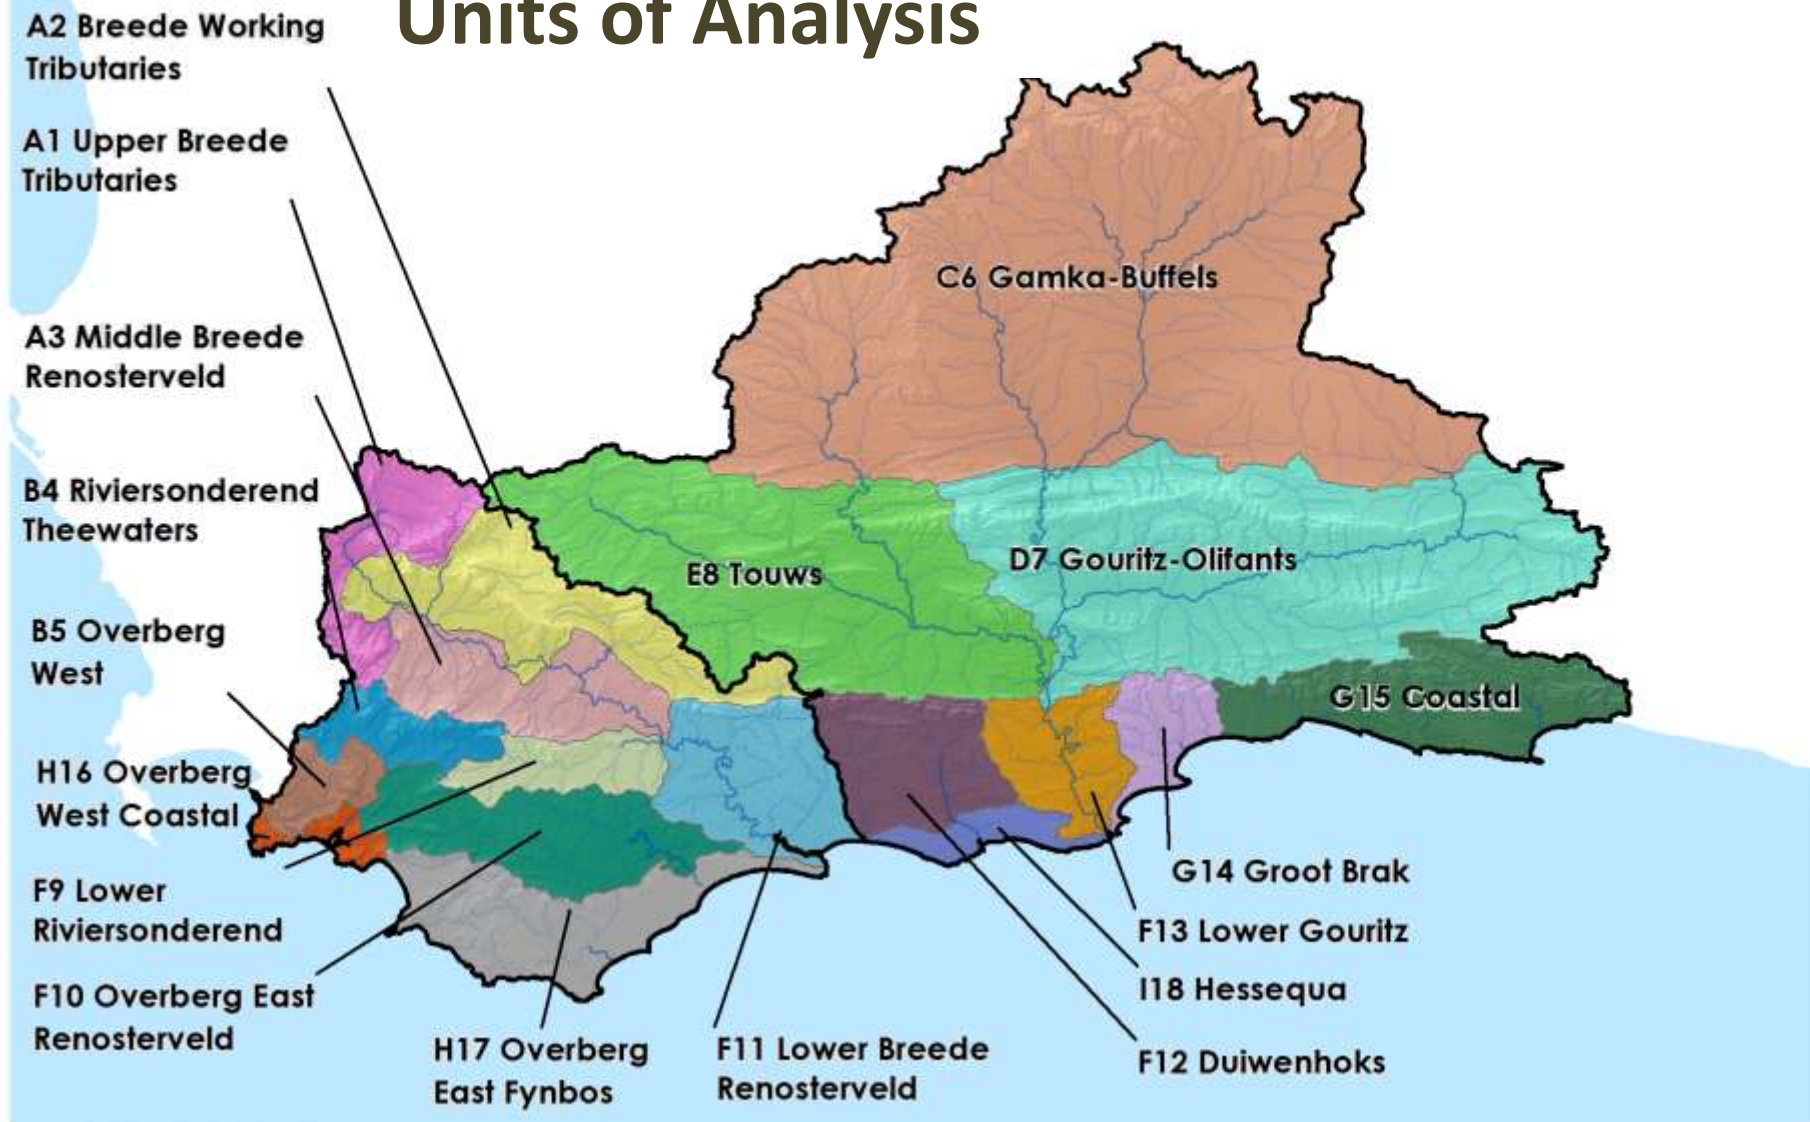 Units of Analysis
A2 Breede Working
Tributaries
A1 Upper Breede
Tributaries
A3 Middle Breede
Renosterveld
B4 Riviersonderend
Theewaters
B5 Overberg
West
H16 Overberg
West Coastal
F9 Lower
Riviersonderend
F10 Overberg East
Renosterveld
H17 Overberg
East Fynbos
F11 Lower Breede
Renosterveld
F12 Duiwenhoks
I18 Hessequa
F13 Lower Gouritz
G14 Groot Brak
G15 Coastal
D7 Gouritz-Olifants
E8 Touws
C6 Gamka-Buffels